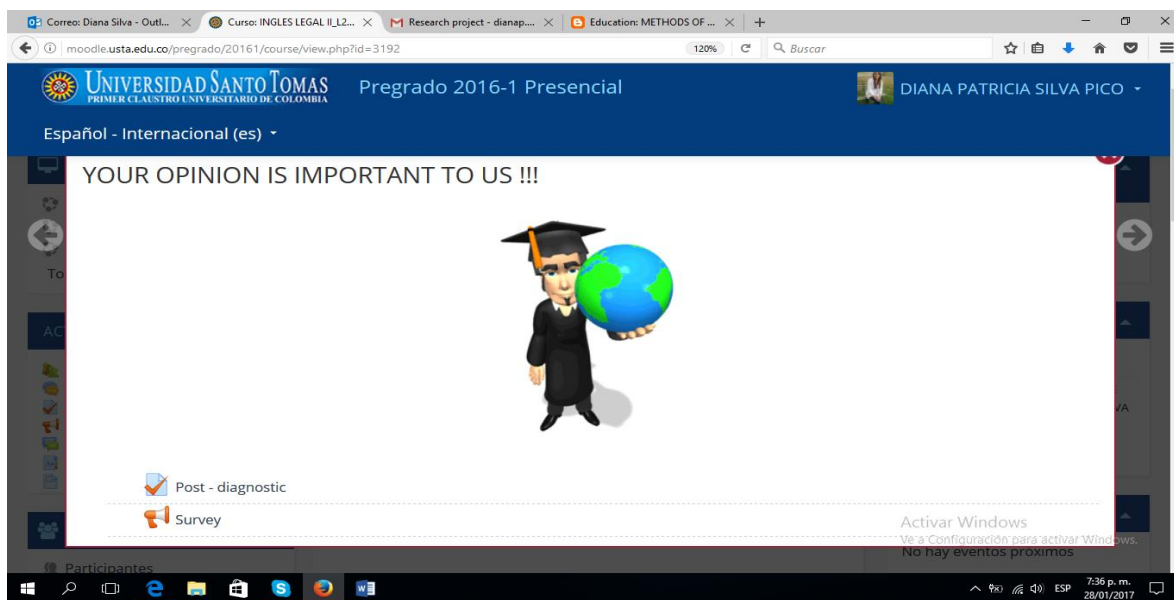 Correo: Diana Silva - Outl...
Curso: INGLES LEGAL II_L2...
Research project - dianap....
Education: METHODS OF ...
moodle.usta.edu.co/pregrado/20161/course/view.php?id=3192
120%
Buscar
UNIVERSIDAD SANTO TOMAS
PRIMER CLAUSTRO UNIVERSITARIO DE COLOMBIA
Pregrado 2016-1 Presencial
DIANA PATRICIA SILVA PICO
Español - Internacional (es)
YOUR OPINION IS IMPORTANT TO US !!!
To
AC
VA
Post - diagnostic
Survey
Activar Windows
Ve a Configuración para activar Windows.
No hay eventos próximos
Participantes
ESP
7:36 p. m.
28/01/2017